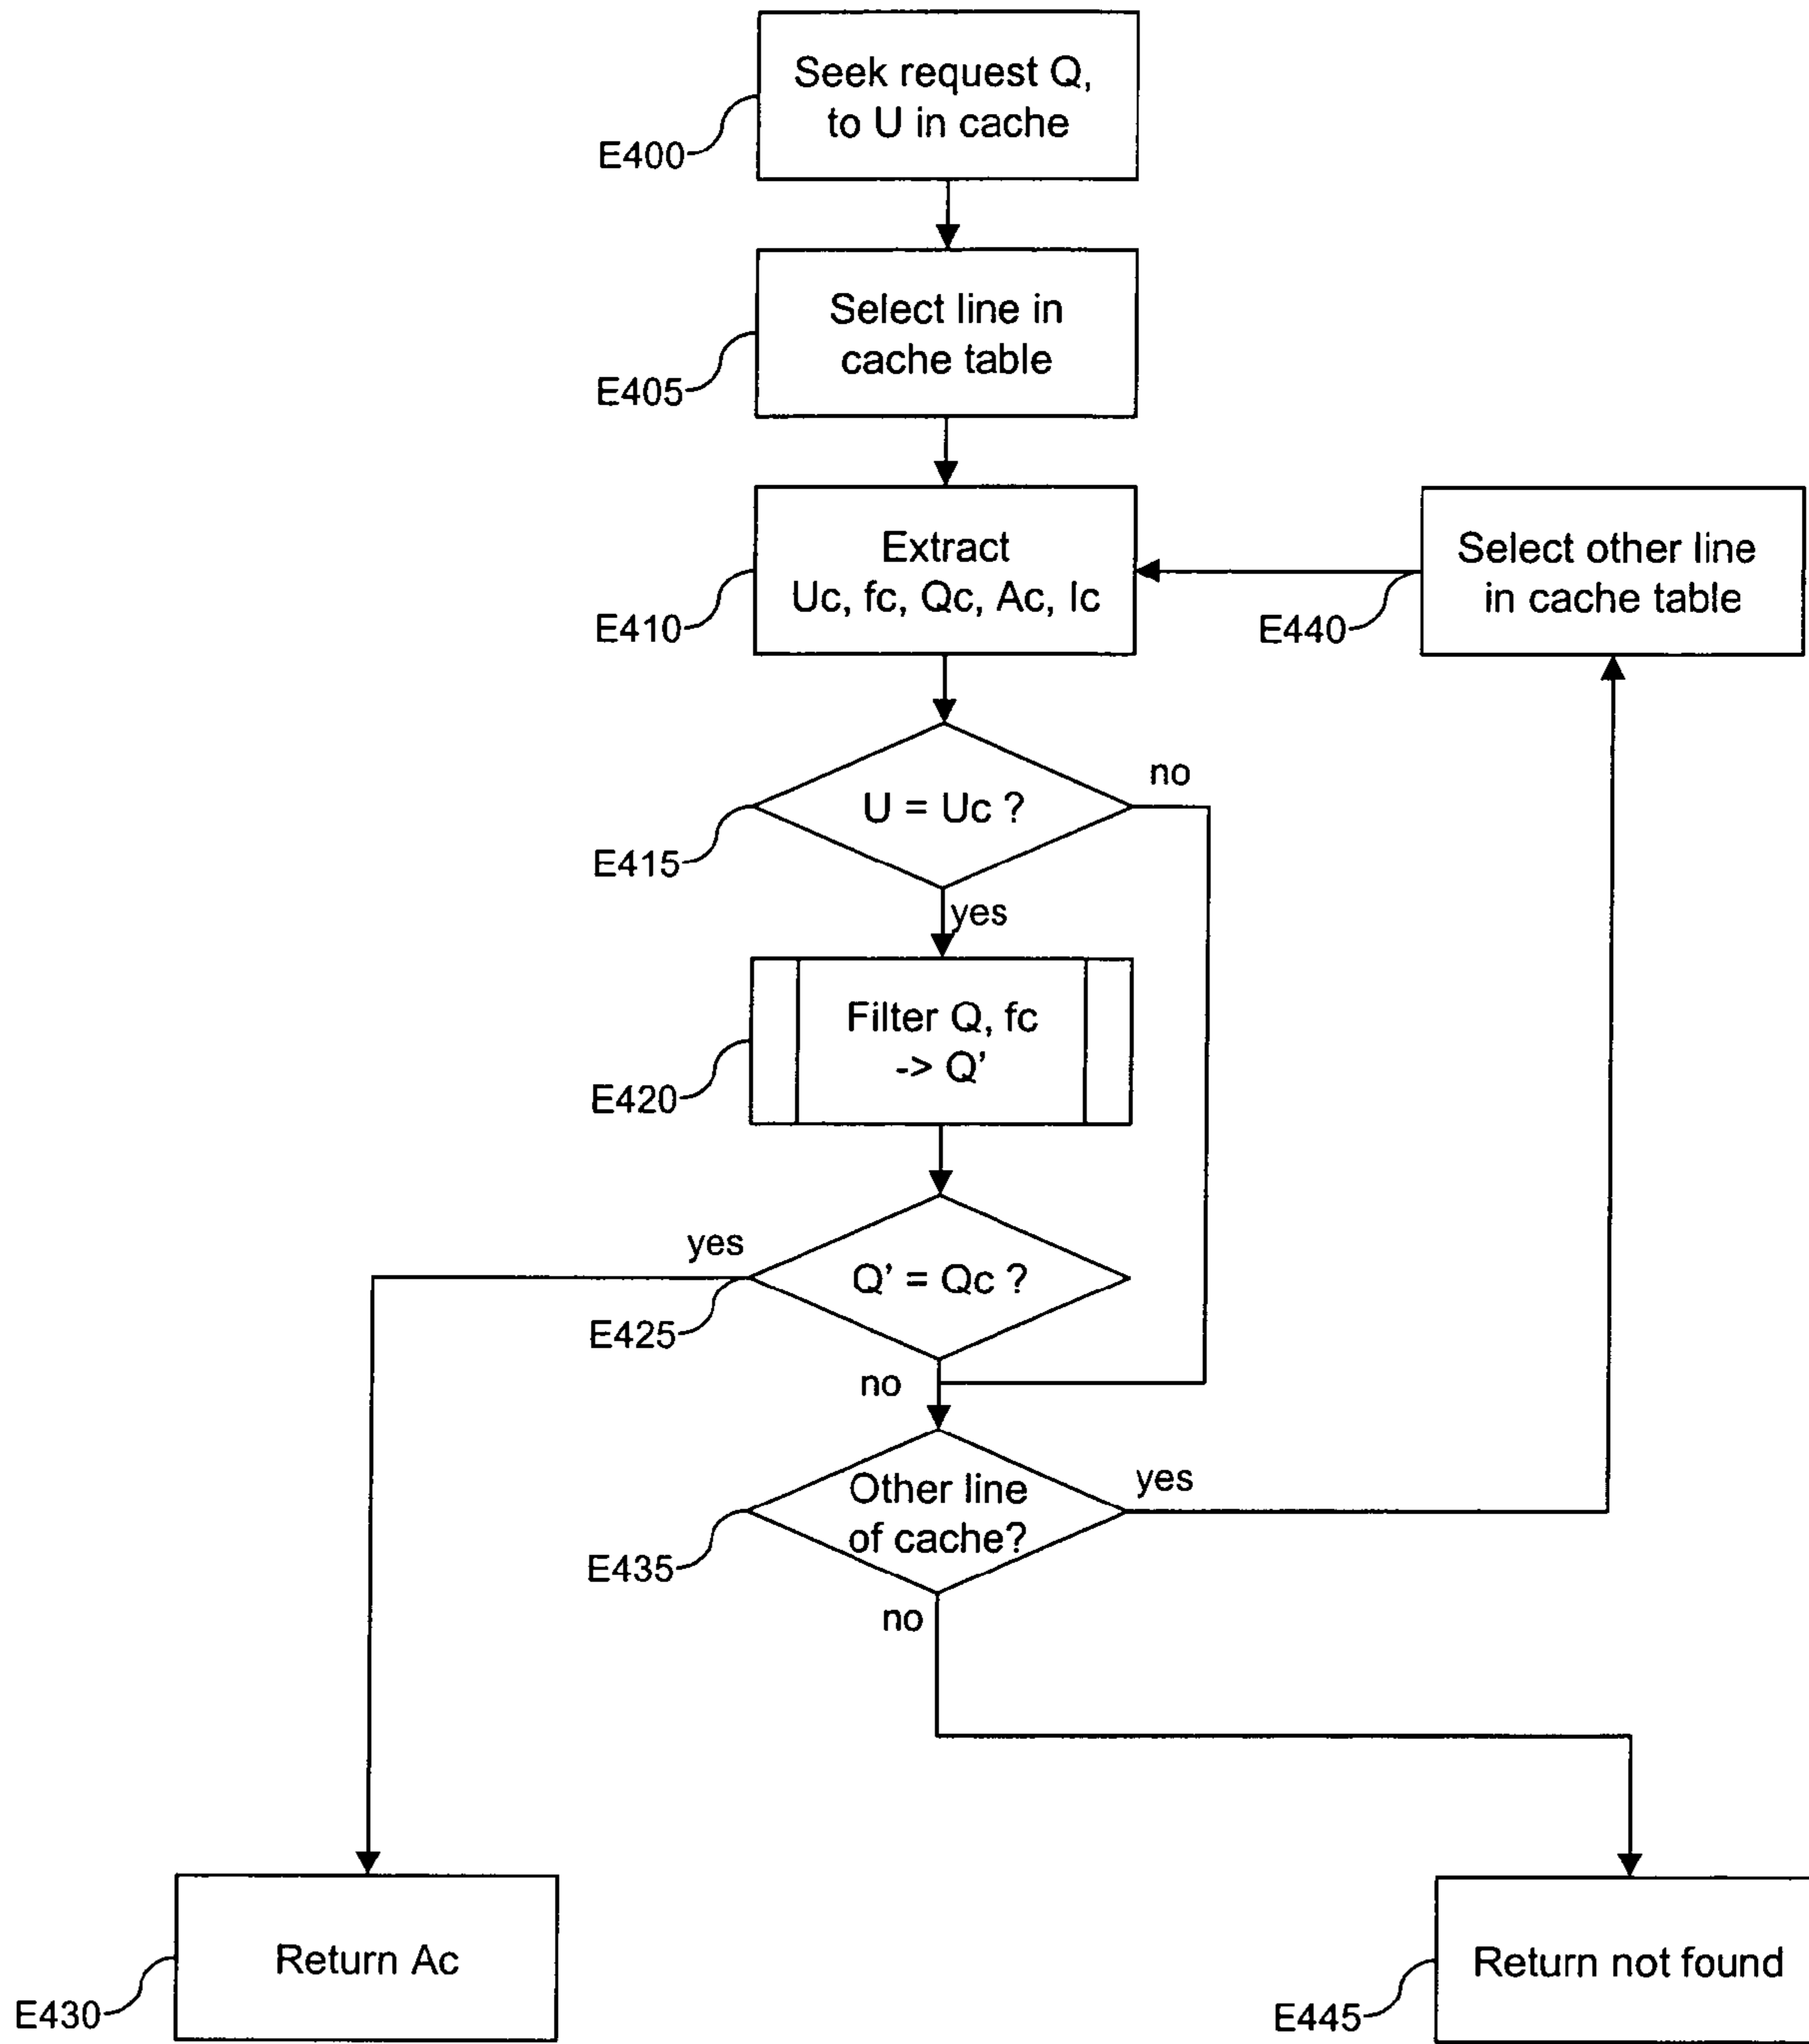 Seek request Q,
to U in cache
E400
Select line in
cache table
E405
Extract
Uc, fc, Qc, Ac, Ic
E410
Select other line
in cache table
E440
U = Uc ?
no
E415
yes
Filter Q, fc
-> Q'
E420
yes
Q' = Qc ?
E425
no
Other line
of cache?
yes
E435
no
Return Ac
E430
Return not found
E445